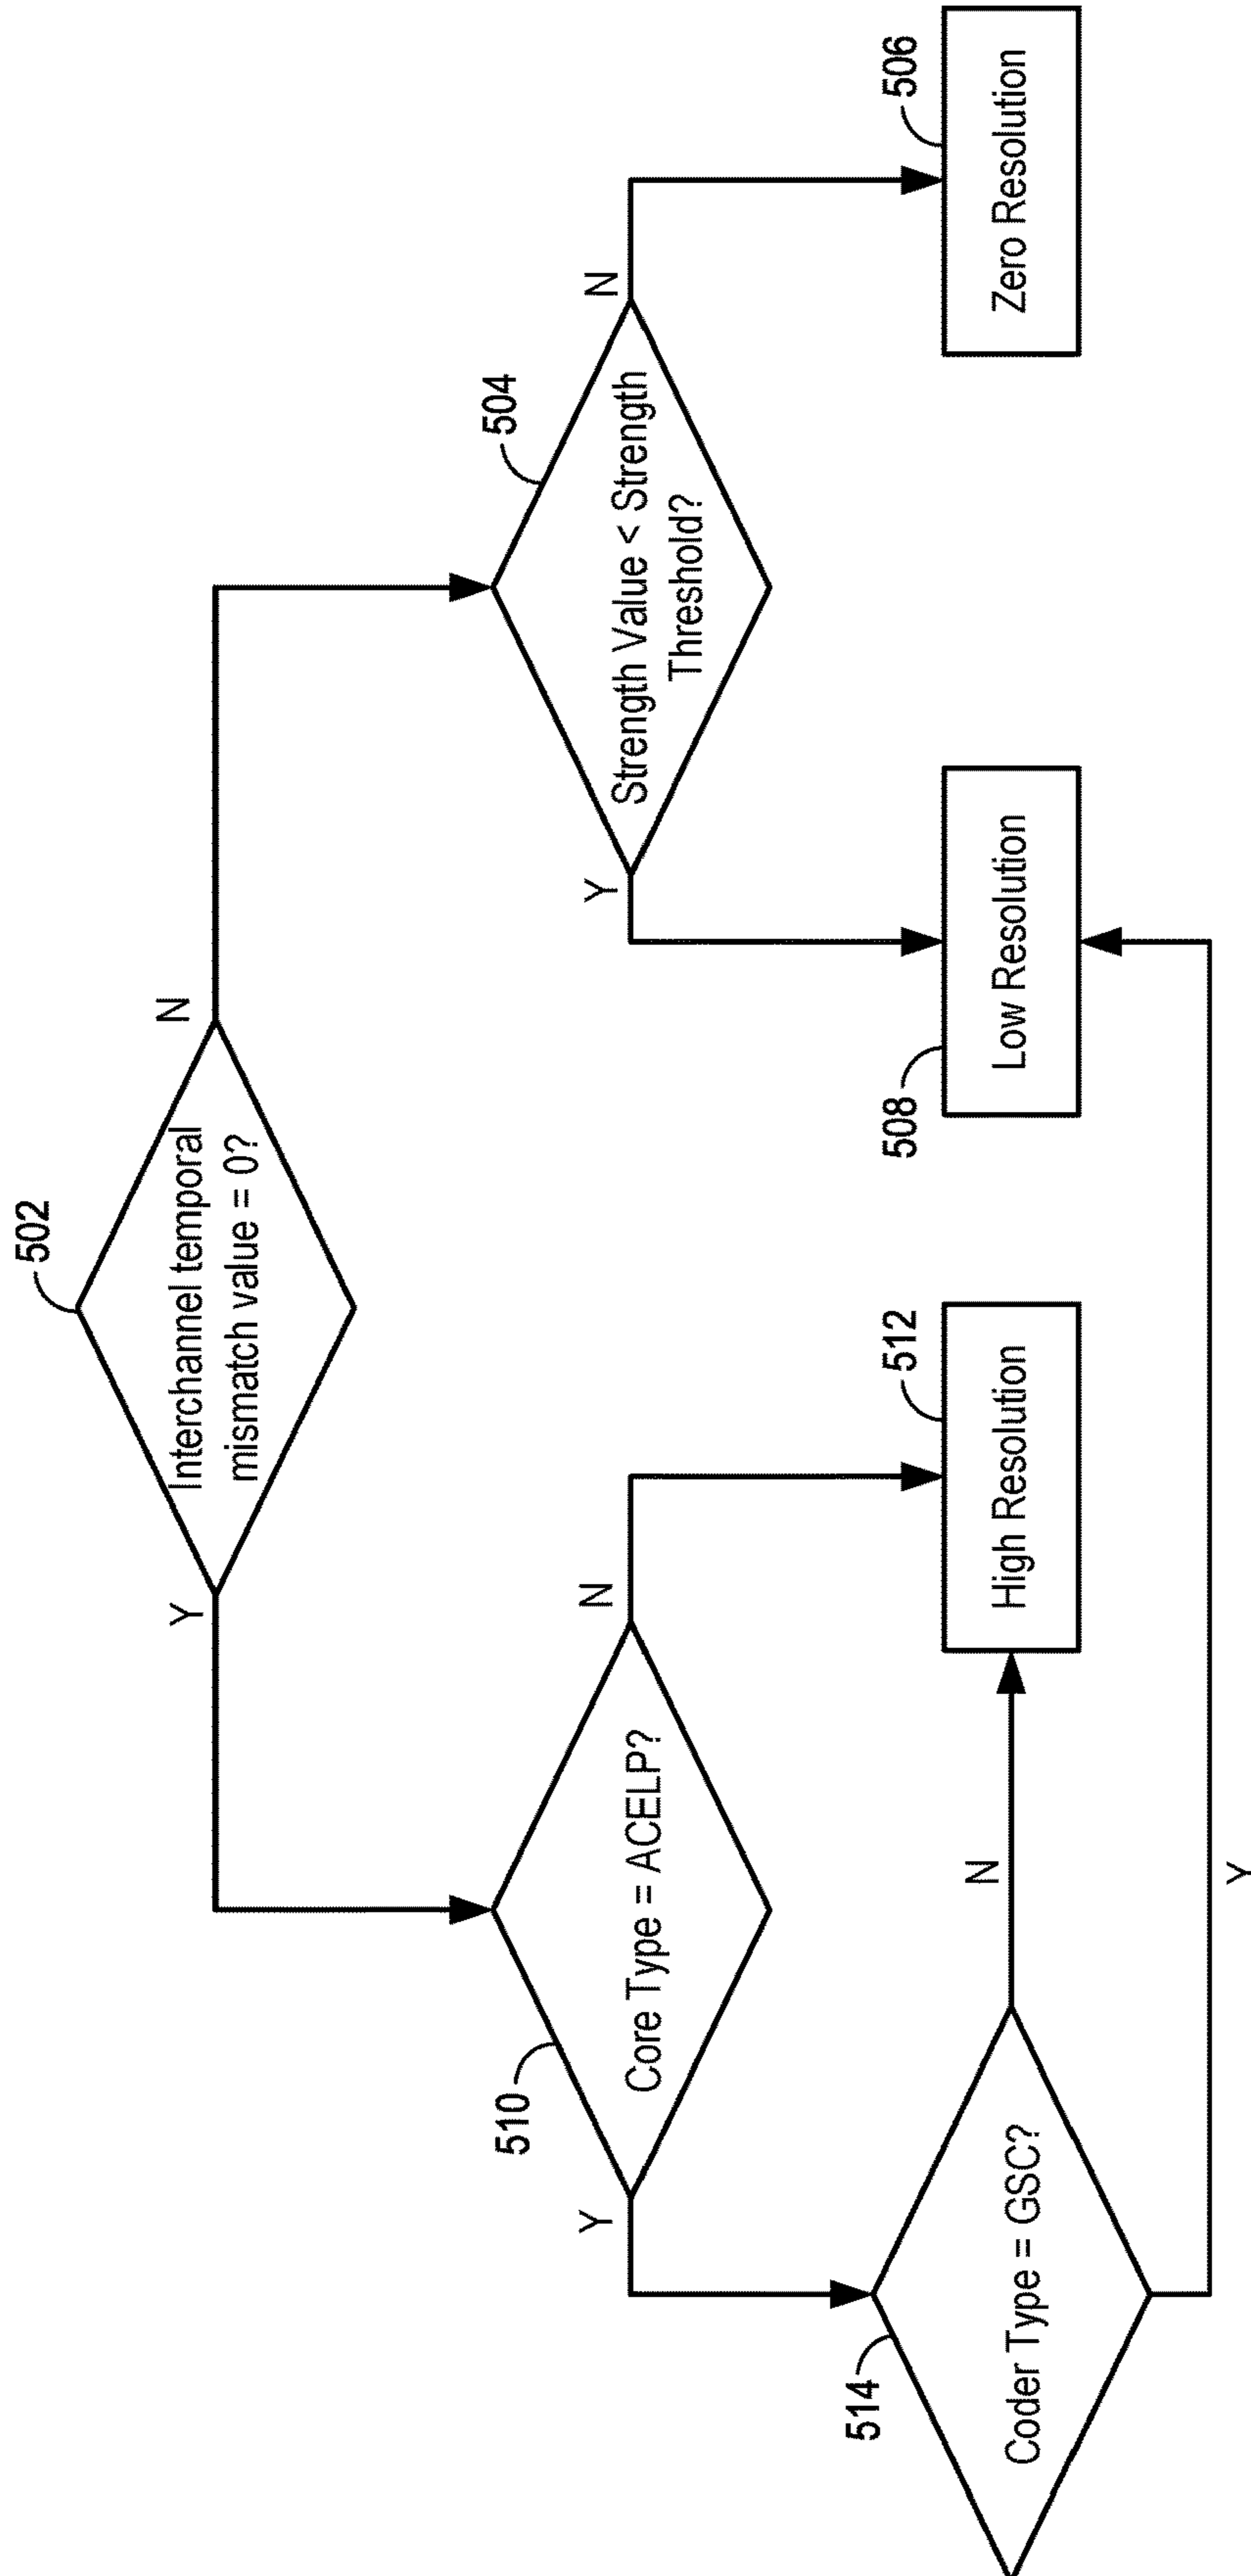 502
Interchannel temporal
mismatch value = 0?
Y
N
510
Core Type = ACELP?
Y
N
504
Strength Value < Strength
Threshold?
Y
N
514
Coder Type = GSC?
N
Y
512
High Resolution
508
Low Resolution
506
Zero Resolution